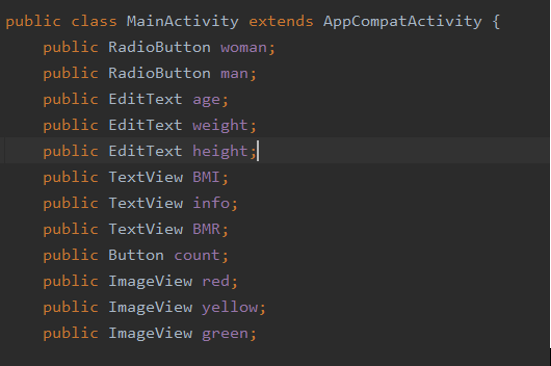 public class MainActivity extends AppCompatActivity {
public RadioButton woman;
public RadioButton man;
public EditText age;
public EditText weight;
public EditText height;
public TextView BMI;
public TextView info;
public TextView BMR;
public Button count;
public ImageView red;
public ImageView yellow;
public ImageView green;